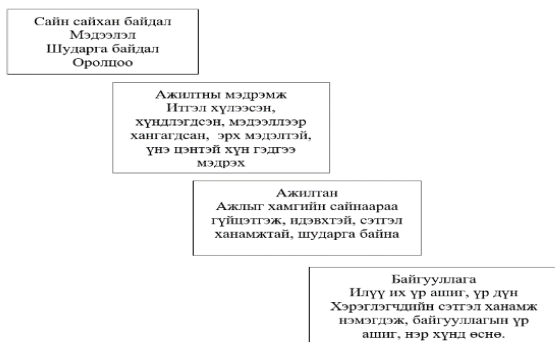 Сайн сайхан байдал
Мэдээлэл
Шударга байдал
Оролцоо
Ажилтны мэдрэмж
Итгэл хүлээсэн,
хүндлэгдсэн, мэдээллээр
хангагдсан, эрх мэдэлтэй,
үнэ цэнтэй хүн гэдгээ
мэдрэх
Ажилтан
Ажлыг хамгийн сайнаараа
гүйцэтгэж, идэвхтэй, сэтгэл
ханамжтай, шударга байна
Байгууллага
Илүү их үр ашиг, үр дүн
Хэрэглэгчдийн сэтгэл ханамж
нэмэгдэж, байгууллагын үр
ашиг, нэр хүнд өснө.